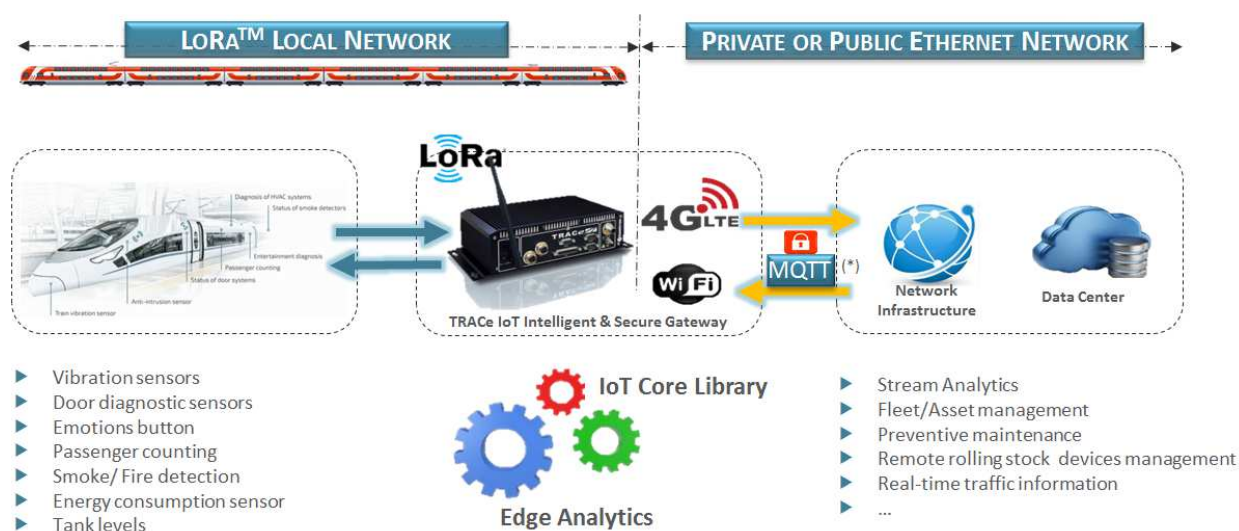 LoRa™ Local Network
Private or Public Ethernet Network
LoRa
Diagnosis of HVAC systems
Status of smoke detectors
Entertainment diagnosis
Passenger counting
Status of door systems
Anti-intrusion sensor
Train vibration sensor
TRACe
4G LTE
WiFi
MQTT (*)
TRACe IoT Intelligent & Secure Gateway
Network
Infrastructure
Data Center
Vibration sensors
Door diagnostic sensors
Emotions button
Passenger counting
Smoke/ Fire detection
Energy consumption sensor
Tank levels
IoT Core Library
Edge Analytics
Stream Analytics
Fleet/Asset management
Preventive maintenance
Remote rolling stock devices management
Real-time traffic information
...